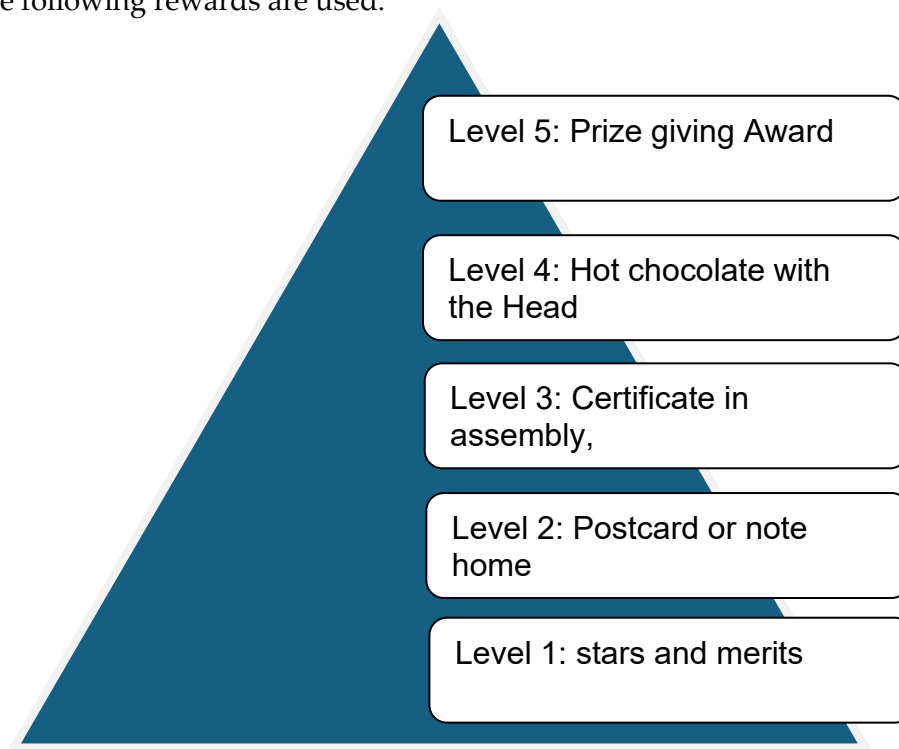 e following rewards are used.
Level 5: Prize giving Award
Level 4: Hot chocolate with
the Head
Level 3: Certificate in
assembly,
Level 2: Postcard or note
home
Level 1: stars and merits